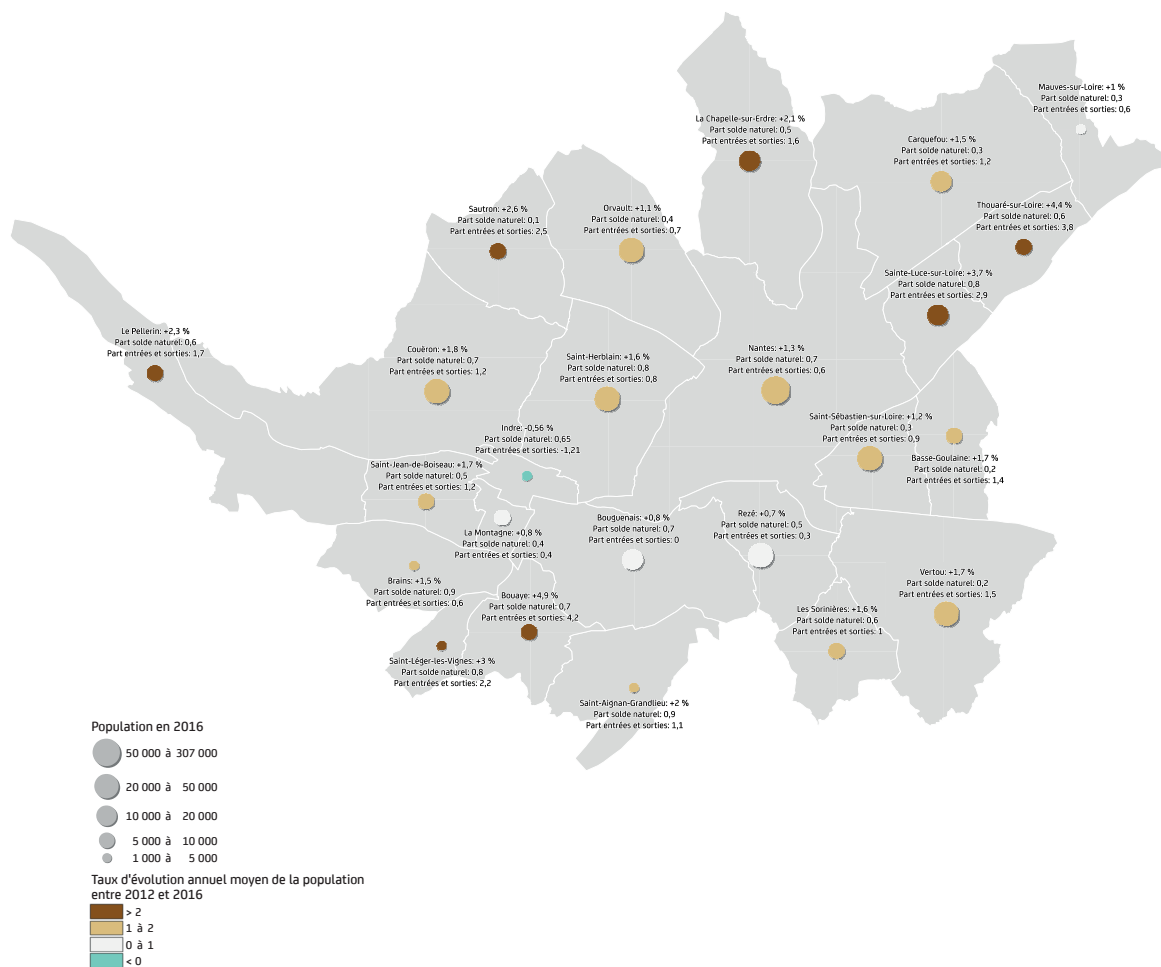 Mauves-sur-Loire: +1 %
Part solde naturel: 0,3
Part entrées et sorties: 0,6
La Chapelle-sur-Erdre: +2,1 %
Part solde naturel: 0,5
Part entrées et sorties: 1,6
Carquefou: +1,5 %
Part solde naturel: 0,3
Part entrées et sorties: 1,2
Sautron: +2,6 %
Part solde naturel: 0,1
Part entrées et sorties: 2,5
Orvault: +1,1 %
Part solde naturel: 0,4
Part entrées et sorties: 0,7
Thouaré-sur-Loire: +4,4 %
Part solde naturel: 0,6
Part entrées et sorties: 3,8
Sainte-Luce-sur-Loire: +3,7 %
Part solde naturel: 0,8
Part entrées et sorties: 2,9
Le Pellerin: +2,3 %
Part solde naturel: 0,6
Part entrées et sorties: 1,7
Couëron: +1,8 %
Part solde naturel: 0,7
Part entrées et sorties: 1,2
Saint-Herblain: +1,6 %
Part solde naturel: 0,8
Part entrées et sorties: 0,8
Nantes: +1,3 %
Part solde naturel: 0,7
Part entrées et sorties: 0,6
Saint-Sébastien-sur-Loire: +1,2 %
Part solde naturel: 0,3
Part entrées et sorties: 0,9
Indre: -0,56 %
Part solde naturel: 0,65
Part entrées et sorties: -1,21
Basse-Goulaine: +1,7 %
Part solde naturel: 0,2
Part entrées et sorties: 1,4
Saint-Jean-de-Boiseau: +1,7 %
Part solde naturel: 0,5
Part entrées et sorties: 1,2
La Montagne: +0,8 %
Part solde naturel: 0,4
Part entrées et sorties: 0,4
Bouguenais: +0,8 %
Part solde naturel: 0,7
Part entrées et sorties: 0
Rezé: +0,7 %
Part solde naturel: 0,5
Part entrées et sorties: 0,3
Brains: +1,5 %
Part solde naturel: 0,9
Part entrées et sorties: 0,6
Bouaye: +4,9 %
Part solde naturel: 0,7
Part entrées et sorties: 4,2
Vertou: +1,7 %
Part solde naturel: 0,2
Part entrées et sorties: 1,5
Les Sorinières: +1,6 %
Part solde naturel: 0,6
Part entrées et sorties: 1
Saint-Léger-les-Vignes: +3 %
Part solde naturel: 0,8
Part entrées et sorties: 2,2
Saint-Aignan-Grandlieu: +2 %
Part solde naturel: 0,9
Part entrées et sorties: 1,1
Population en 2016
50 000 à 307 000
20 000 à 50 000
10 000 à 20 000
5 000 à 10 000
1 000 à 5 000
Taux d'évolution annuel moyen de la population
entre 2012 et 2016
> 2
1 à 2
0 à 1
< 0